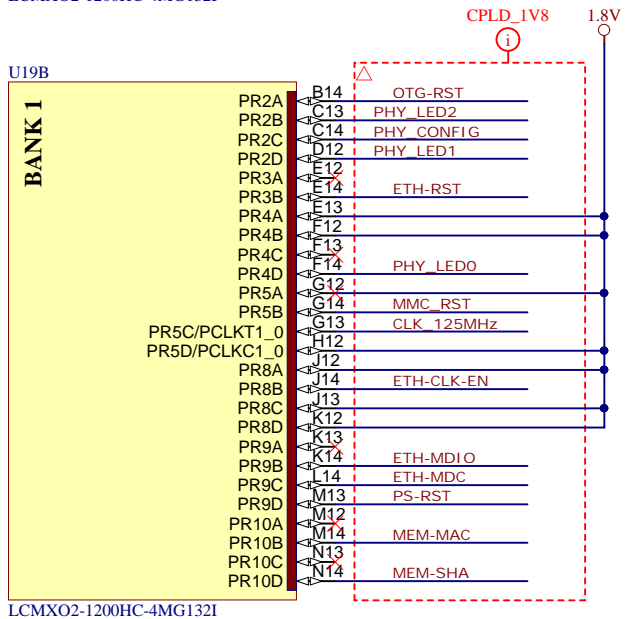 LCMXO2-1200HC-4MG132I
CPLD_1V8
1.8V
i
U19B
BANK 1
PR2A B14 OTG-RST
PR2B C13 PHY_LED2
PR2C C14 PHY_CONFIG
PR2D D12 PHY_LED1
PR3A E12
PR3B E14 ETH-RST
PR4A E13
PR4B F12
PR4C F13
PR4D F14 PHY_LED0
PR5A G12
PR5B G14 MMC_RST
PR5C/PCLKT1_0 G13 CLK_125MHz
PR5D/PCLKC1_0 H12
PR8A J12
PR8B J14 ETH-CLK-EN
PR8C J13
PR8D K12
PR9A K13
PR9B K14 ETH-MDIO
PR9C L14 ETH-MDC
PR9D M13 PS-RST
PR10A M12
PR10B M14 MEM-MAC
PR10C N13
PR10D N14 MEM-SHA
LCMXO2-1200HC-4MG132I